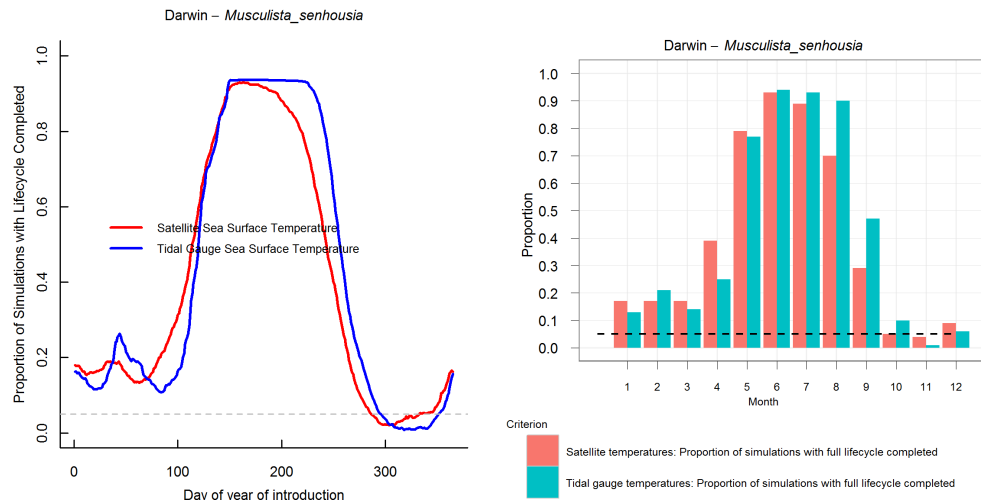 Darwin – Musculista_senhousia
Proportion of Simulations with Lifecycle Completed
1.0
0.8
0.6
0.4
0.2
0.0
Satellite Sea Surface Temperature
Tidal Gauge Sea Surface Temperature
0 100 200 300
Day of year of introduction
Darwin – Musculista_senhousia
Proportion
1.0
0.9
0.8
0.7
0.6
0.5
0.4
0.3
0.2
0.1
0.0
1 2 3 4 5 6 7 8 9 10 11 12
Month
Criterion
Satellite temperatures: Proportion of simulations with full lifecycle completed
Tidal gauge temperatures: Proportion of simulations with full lifecycle completed